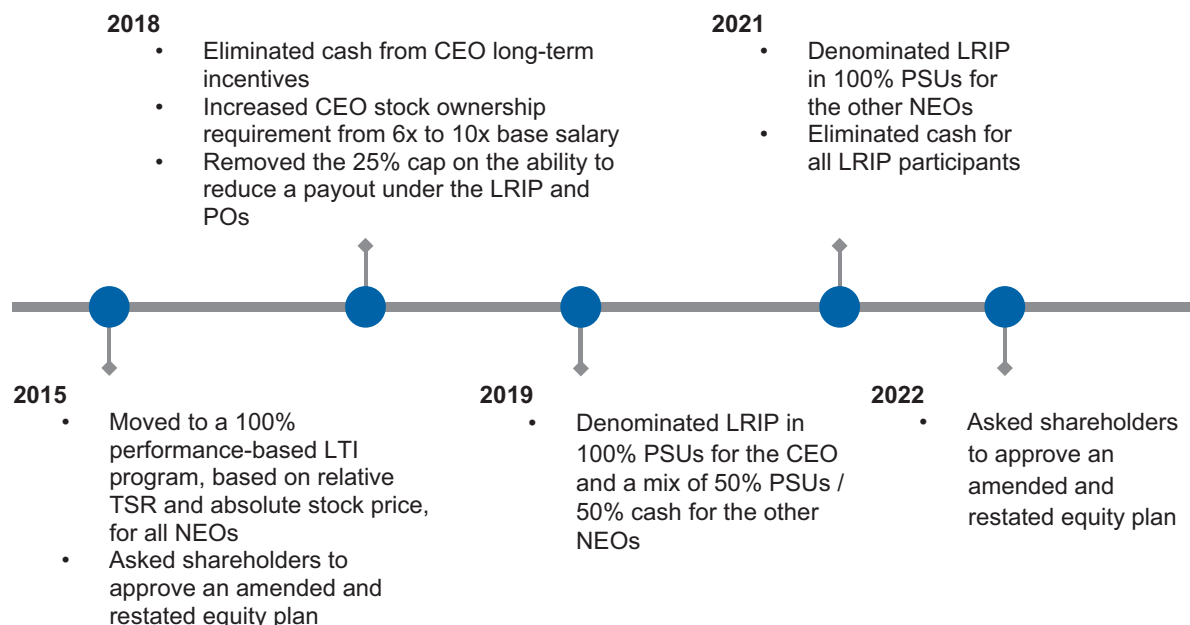 2018
• Eliminated cash from CEO long-term
incentives
• Increased CEO stock ownership
requirement from 6x to 10x base salary
• Removed the 25% cap on the ability to
reduce a payout under the LRIP and
POs
2021
• Denominated LRIP
in 100% PSUs for
the other NEOs
• Eliminated cash for
all LRIP participants
2015
• Moved to a 100%
performance-based LTI
program, based on relative
TSR and absolute stock price,
for all NEOs
• Asked shareholders to
approve an amended and
restated equity plan
2019
• Denominated LRIP in
100% PSUs for the CEO
and a mix of 50% PSUs /
50% cash for the other
NEOs
2022
• Asked shareholders
to approve an
amended and
restated equity plan